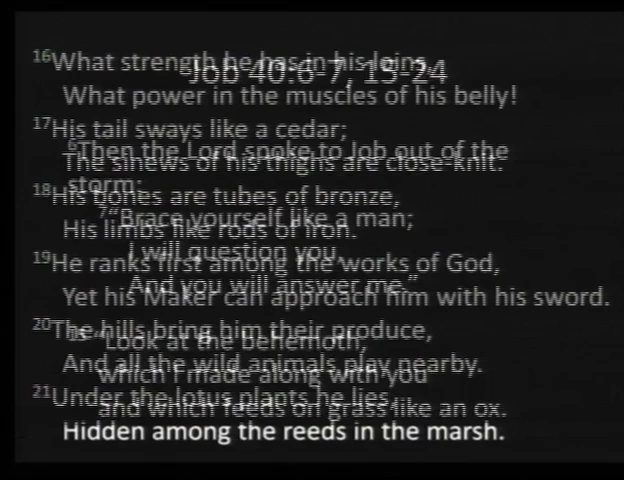 Job 40:6-7, 15-24
⁶Then the Lord spoke to Job out of the
storm:
⁷“Brace yourself like a man;
I will question you,
And you will answer me.”
¹⁵ “Look at the behemoth,
which I made along with you
and which feeds on grass like an ox.
¹⁶What strength he has in his loins,
What power in the muscles of his belly!
¹⁷His tail sways like a cedar;
The sinews of his thighs are close-knit.
¹⁸His bones are tubes of bronze,
His limbs like rods of iron.
¹⁹He ranks first among the works of God,
Yet his Maker can approach him with his sword.
²⁰The hills bring him their produce,
And all the wild animals play nearby.
²¹Under the lotus plants he lies,
Hidden among the reeds in the marsh.